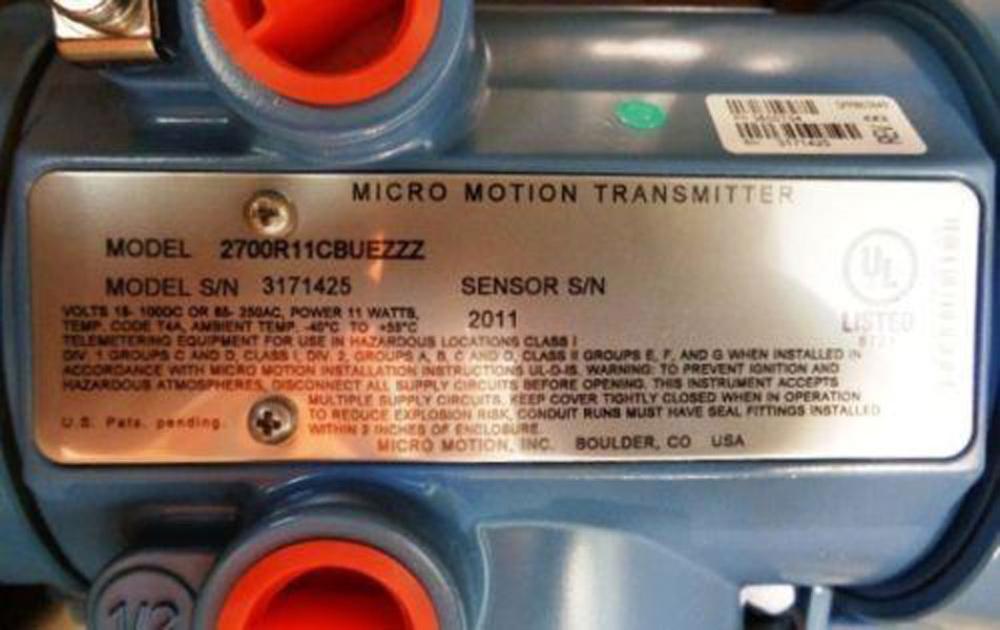 3171425
REV
MICRO MOTION TRANSMITTER
MODEL 2700R11CBUEZZZ
MODEL S/N 3171425 SENSOR S/N
2011
VOLTS 18- 100DC OR 85- 250AC, POWER 11 WATTS,
TEMP. CODE T4A, AMBIENT TEMP. -40°C TO +55°C
TELEMETERING EQUIPMENT FOR USE IN HAZARDOUS LOCATIONS CLASS I
DIV. 1 GROUPS C AND D, CLASS I, DIV. 2, GROUPS A, B, C AND D, CLASS II GROUPS E, F, AND G WHEN INSTALLED IN
ACCORDANCE WITH MICRO MOTION INSTALLATION INSTRUCTIONS UL-D-IS. WARNING: TO PREVENT IGNITION AND
HAZARDOUS ATMOSPHERES, DISCONNECT ALL SUPPLY CIRCUITS BEFORE OPENING. THIS INSTRUMENT ACCEPTS
MULTIPLE SUPPLY CIRCUITS. KEEP COVER TIGHTLY CLOSED WHEN IN OPERATION
TO REDUCE EXPLOSION RISK, CONDUIT RUNS MUST HAVE SEAL FITTINGS INSTALLED
WITHIN 3 INCHES OF ENCLOSURE.
U.S. Pats. pending.
MICRO MOTION, INC. BOULDER, CO USA
UL
LISTED
1/2